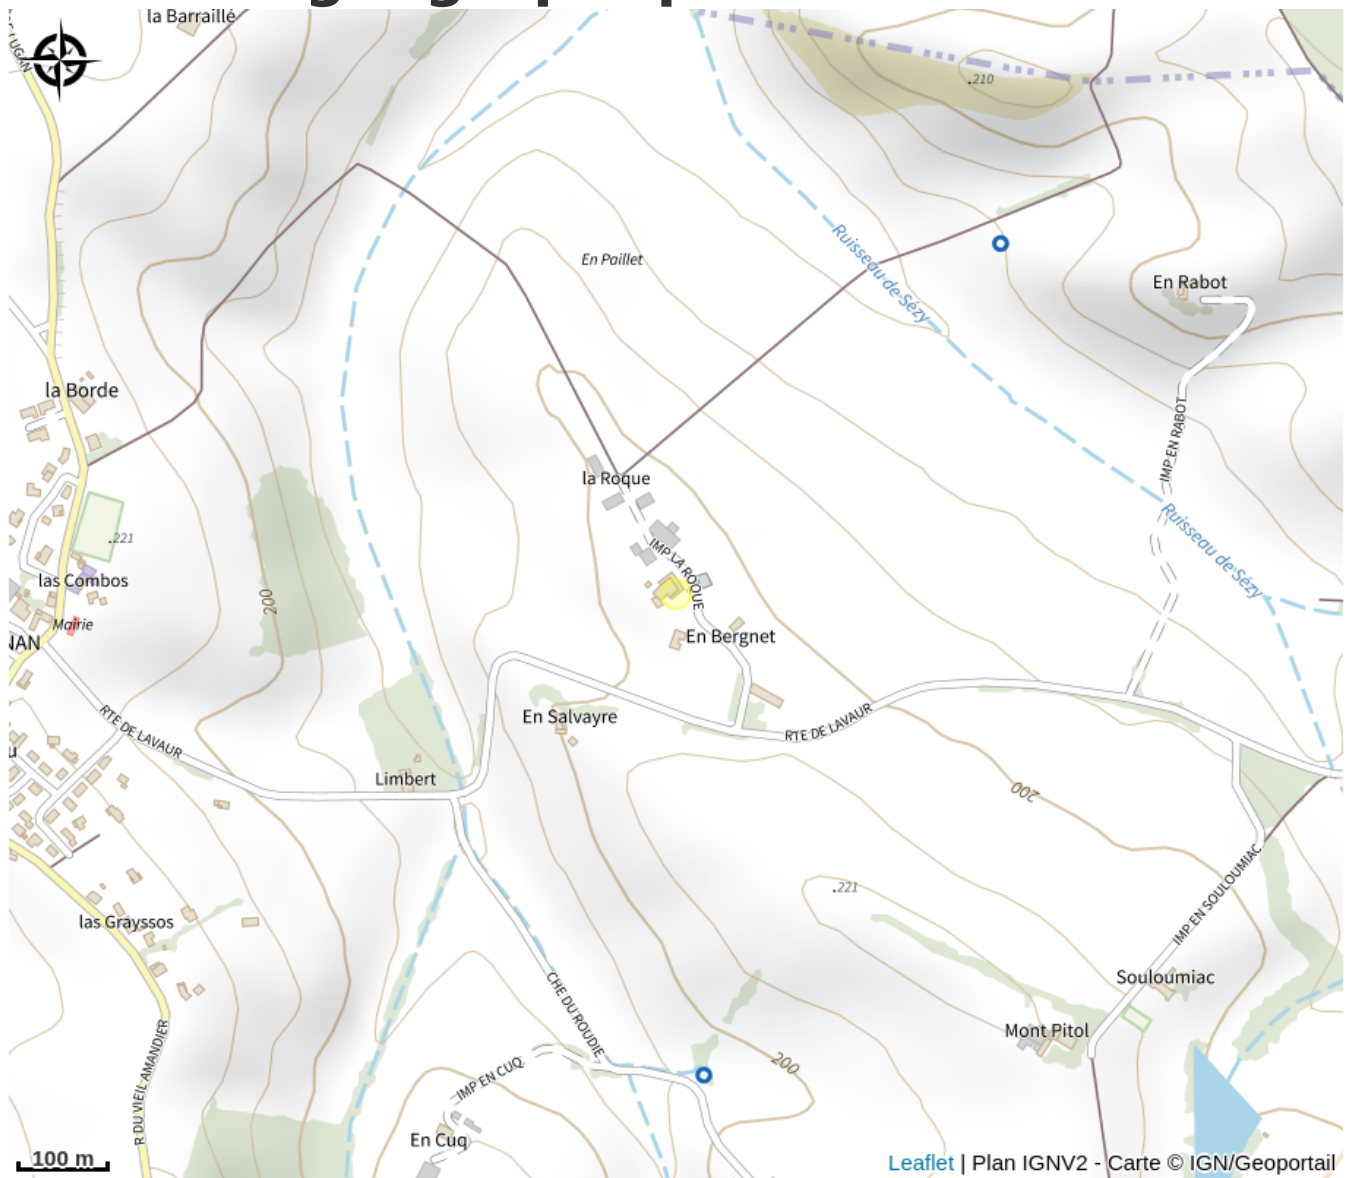 la Barraillé
LUGAN
.210
Ruisseau de Sézy
En Paillet
En Rabot
la Borde
IMP EN RABOT
la Roque
Ruisseau de Sézy
.221
IMP LA ROQUE
las Combos
200
Mairie
NAN
En Bergnet
RTE DE LAVAUR
En Salvayre
RTE DE LAVAUR
Limbert
200
.221
IMP EN SOULOUMIAC
las Grayssos
Souloumiac
CHE DU ROUDIE
Mont Pitol
R DU VIEIL AMANDIER
200
IMP EN CUQ
En Cuq
100 m
Leaflet | Plan IGNV2 - Carte © IGN/Geoportail